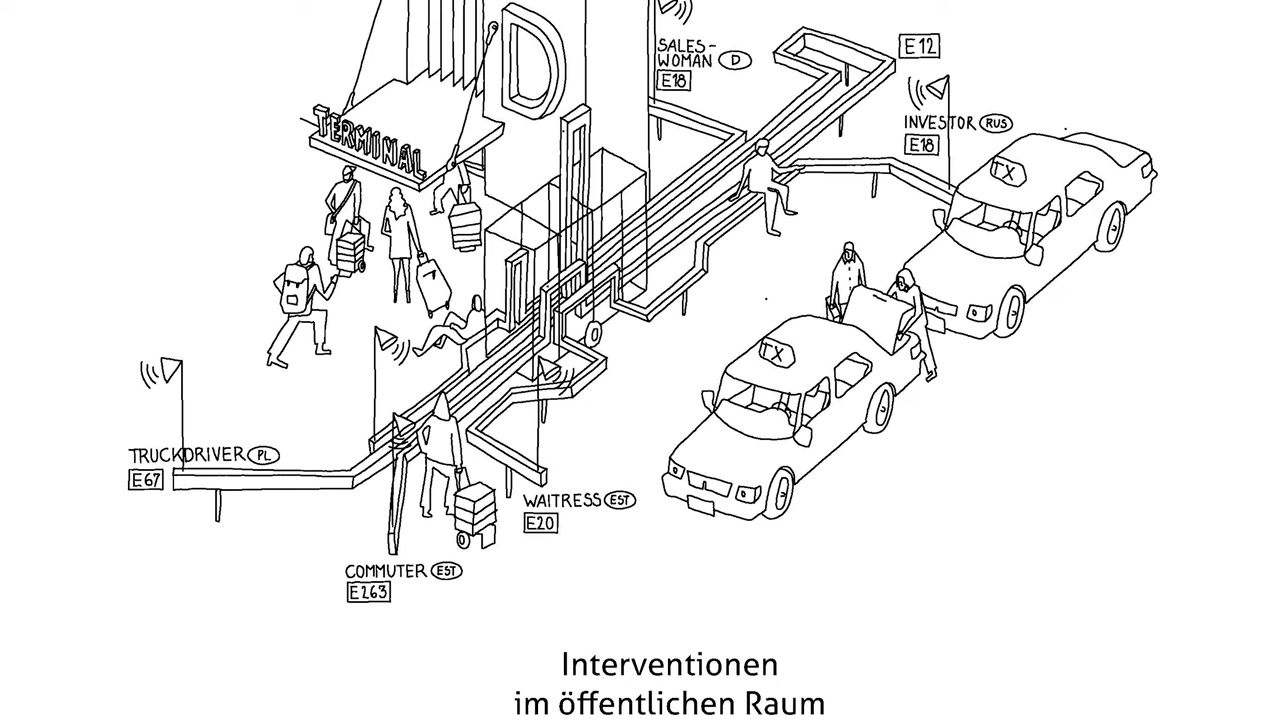 D
TERMINAL
SALES-
WOMAN D
E18
E12
INVESTOR RUS
E18
TX
TX
TRUCKDRIVER PL
E67
WAITRESS EST
E20
COMMUTER EST
E263
Interventionen
im öffentlichen Raum